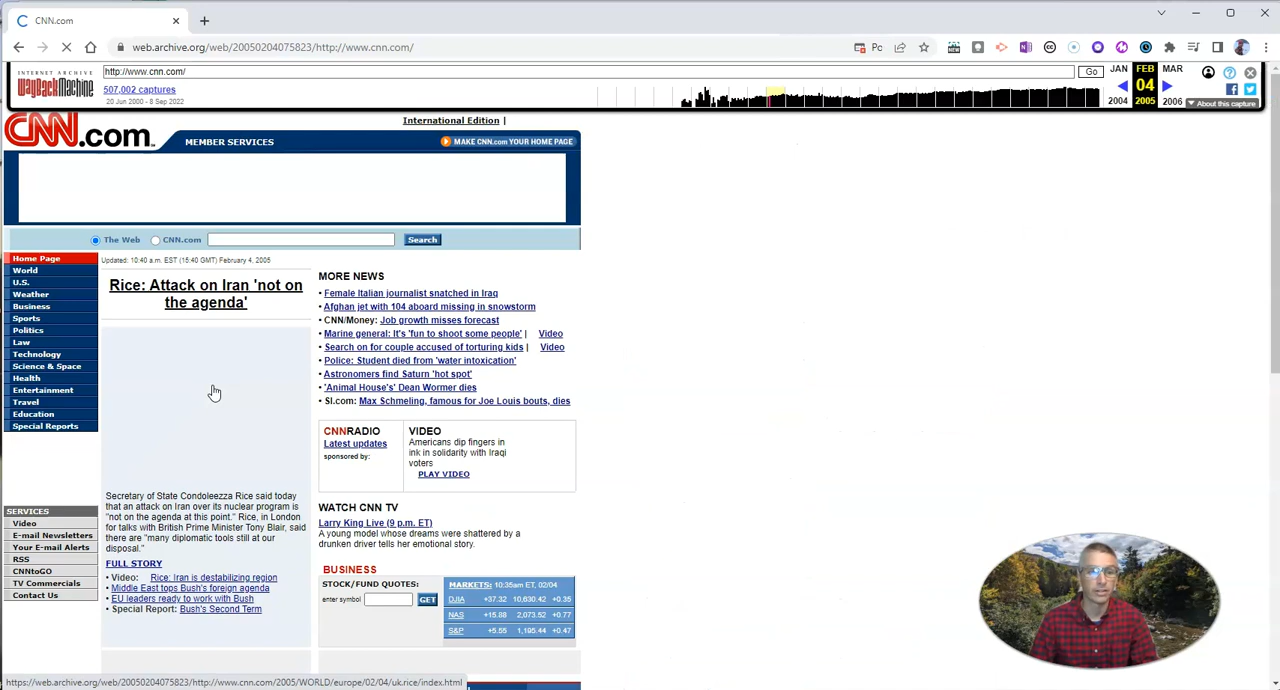 CNN.com
web.archive.org/web/20050204075823/http://www.cnn.com/
Pc
INTERNET ARCHIVE
WayBackMachine
http://www.cnn.com/
Go
JAN
FEB
MAR
507,002 captures
04
20 Jun 2000 - 8 Sep 2022
2004
2005
2006
About this capture
CNN.com
International Edition |
MEMBER SERVICES
MAKE CNN.com YOUR HOME PAGE
The Web
CNN.com
Search
Home Page
World
U.S.
Weather
Business
Sports
Politics
Law
Technology
Science & Space
Health
Entertainment
Travel
Education
Special Reports
SERVICES
Video
E-mail Newsletters
Your E-mail Alerts
RSS
CNNtoGO
TV Commercials
Contact Us
Updated: 10:40 a.m. EST (15:40 GMT) February 4, 2005
Rice: Attack on Iran 'not on
the agenda'
Secretary of State Condoleezza Rice said today
that an attack on Iran over its nuclear program is
"not on the agenda at this point." Rice, in London
for talks with British Prime Minister Tony Blair, said
there are "many diplomatic tools still at our
disposal."
FULL STORY
• Video: Rice: Iran is destabilizing region
• Middle East tops Bush's foreign agenda
• EU leaders ready to work with Bush
• Special Report: Bush's Second Term
MORE NEWS
• Female Italian journalist snatched in Iraq
• Afghan jet with 104 aboard missing in snowstorm
• CNN/Money: Job growth misses forecast
• Marine general: It's 'fun to shoot some people' | Video
• Search on for couple accused of torturing kids | Video
• Police: Student died from 'water intoxication'
• Astronomers find Saturn 'hot spot'
• 'Animal House's' Dean Wormer dies
• SI.com: Max Schmeling, famous for Joe Louis bouts, dies
CNNRADIO
Latest updates
sponsored by:
VIDEO
Americans dip fingers in
ink in solidarity with Iraqi
voters
PLAY VIDEO
WATCH CNN TV
Larry King Live (9 p.m. ET)
A young model whose dreams were shattered by a
drunken driver tells her emotional story.
BUSINESS
STOCK/FUND QUOTES:
enter symbol
GET
MARKETS: 10:35am ET, 02/04
DJIA +37.32 10,630.42 +0.35
NAS +15.88 2,073.52 +0.77
S&P +5.55 1,195.44 +0.47
https://web.archive.org/web/20050204075823/http://www.cnn.com/2005/WORLD/europe/02/04/uk.rice/index.html